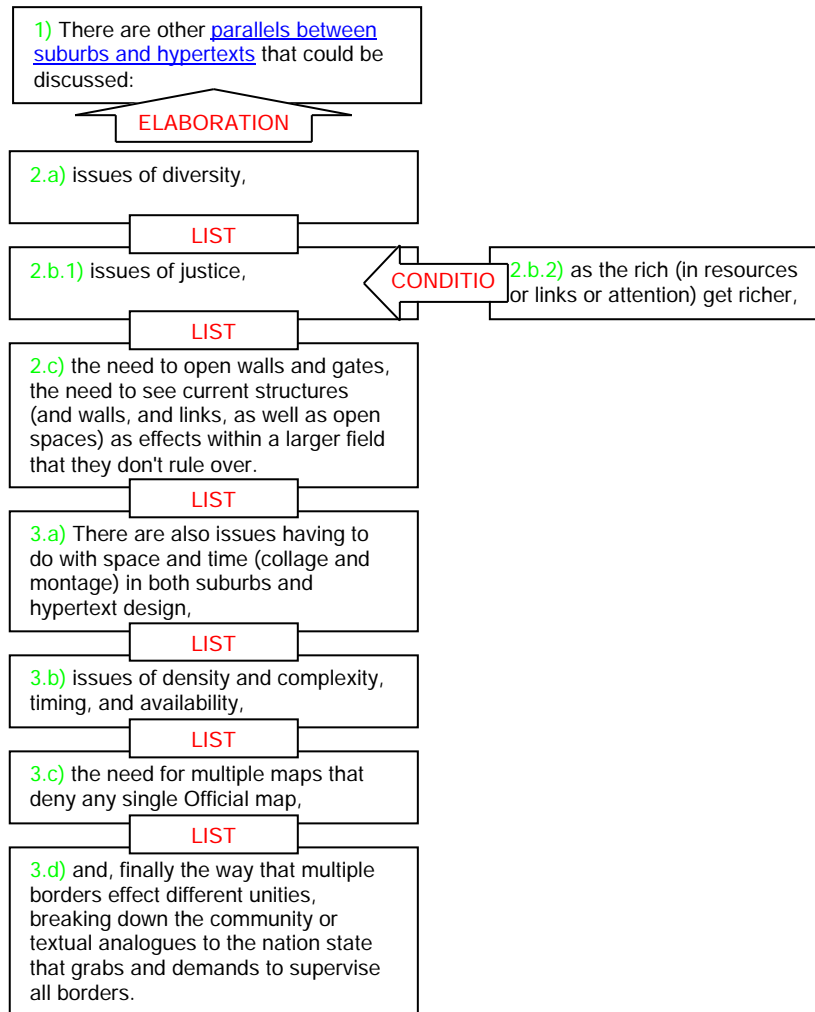 1) There are other parallels between
suburbs and hypertexts that could be
discussed:
ELABORATION
2.a) issues of diversity,
LIST
2.b.1) issues of justice,
CONDITIO
2.b.2) as the rich (in resources
or links or attention) get richer,
LIST
2.c) the need to open walls and gates,
the need to see current structures
(and walls, and links, as well as open
spaces) as effects within a larger field
that they don't rule over.
LIST
3.a) There are also issues having to
do with space and time (collage and
montage) in both suburbs and
hypertext design,
LIST
3.b) issues of density and complexity,
timing, and availability,
LIST
3.c) the need for multiple maps that
deny any single Official map,
LIST
3.d) and, finally the way that multiple
borders effect different unities,
breaking down the community or
textual analogues to the nation state
that grabs and demands to supervise
all borders.